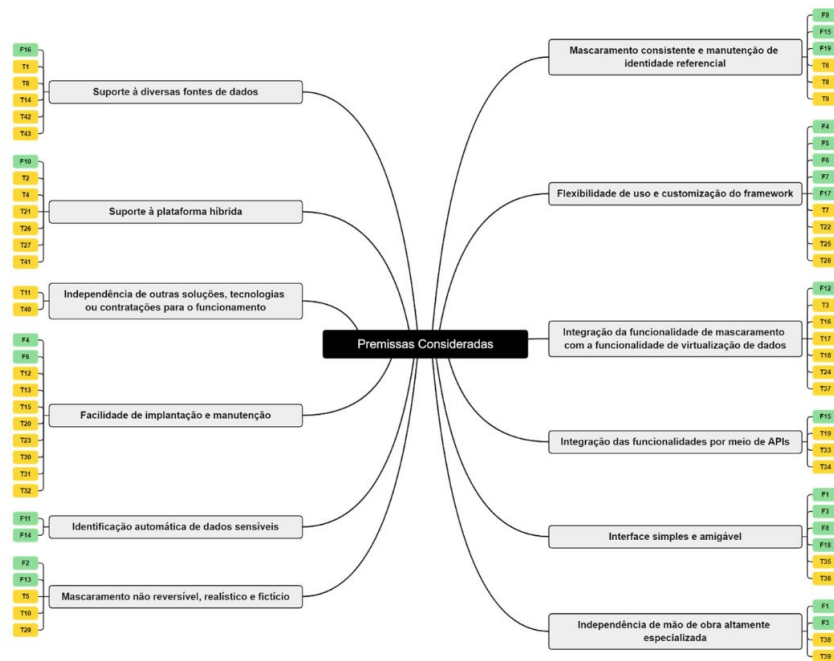 Premissas Consideradas
F16
T1
T8
T14
T42
T43
Suporte à diversas fontes de dados
F10
T2
T4
T21
T26
T27
T41
Suporte à plataforma híbrida
T11
T40
Independência de outras soluções, tecnologias
ou contratações para o funcionamento
F4
F6
T12
T13
T15
T20
T23
T30
T31
T32
Facilidade de implantação e manutenção
F11
F14
Identificação automática de dados sensíveis
F2
F13
T5
T10
T29
Mascaramento não reversível, realístico e fictício
Mascaramento consistente e manutenção de
identidade referencial
F9
F15
F19
T6
T8
T9
Flexibilidade de uso e customização do framework
F4
F5
F6
F7
F17
T7
T22
T25
T28
Integração da funcionalidade de mascaramento
com a funcionalidade de virtualização de dados
F12
T3
T16
T17
T18
T24
T37
Integração das funcionalidades por meio de APIs
F15
T19
T33
T34
Interface simples e amigável
F1
F3
F8
F18
T35
T36
Independência de mão de obra altamente
especializada
F1
F3
T38
T39